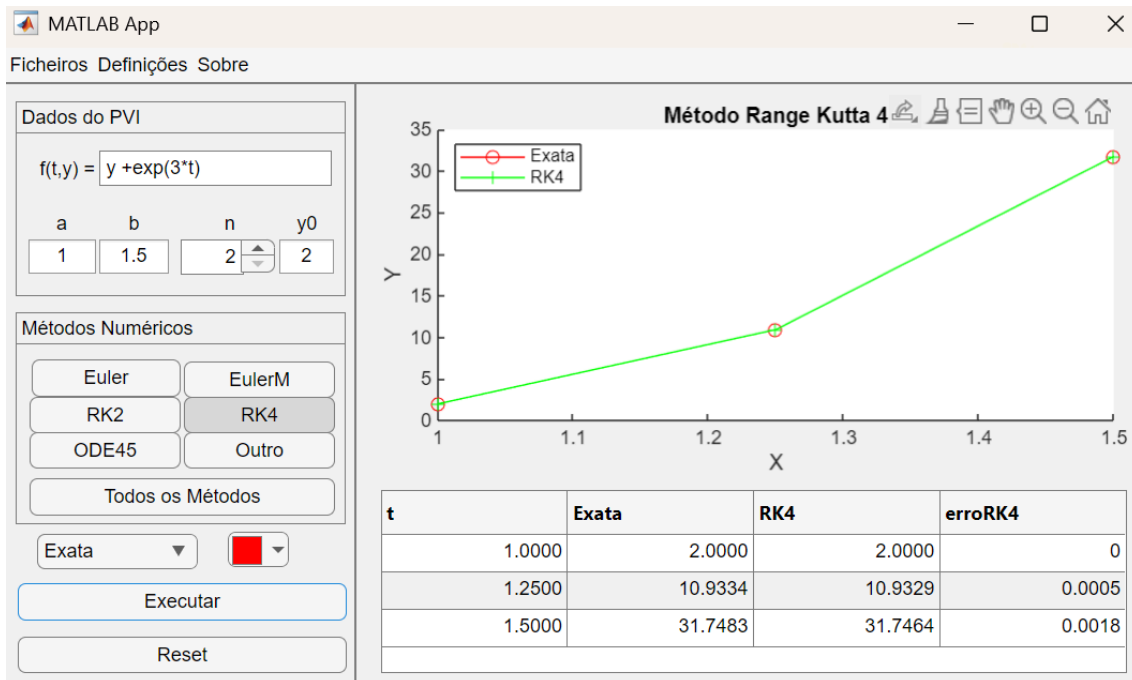 MATLAB App
Ficheiros Definições Sobre
Dados do PVI
f(t,y) = y +exp(3*t)
a b n y0
1 1.5 2 2
Métodos Numéricos
Euler EulerM
RK2 RK4
ODE45 Outro
Todos os Métodos
Exata
Executar
Reset
Método Range Kutta 4
Exata
RK4
35
30
25
20
15
10
5
0
Y
1 1.1 1.2 1.3 1.4 1.5
X
t Exata RK4 erroRK4
1.0000 2.0000 2.0000 0
1.2500 10.9334 10.9329 0.0005
1.5000 31.7483 31.7464 0.0018